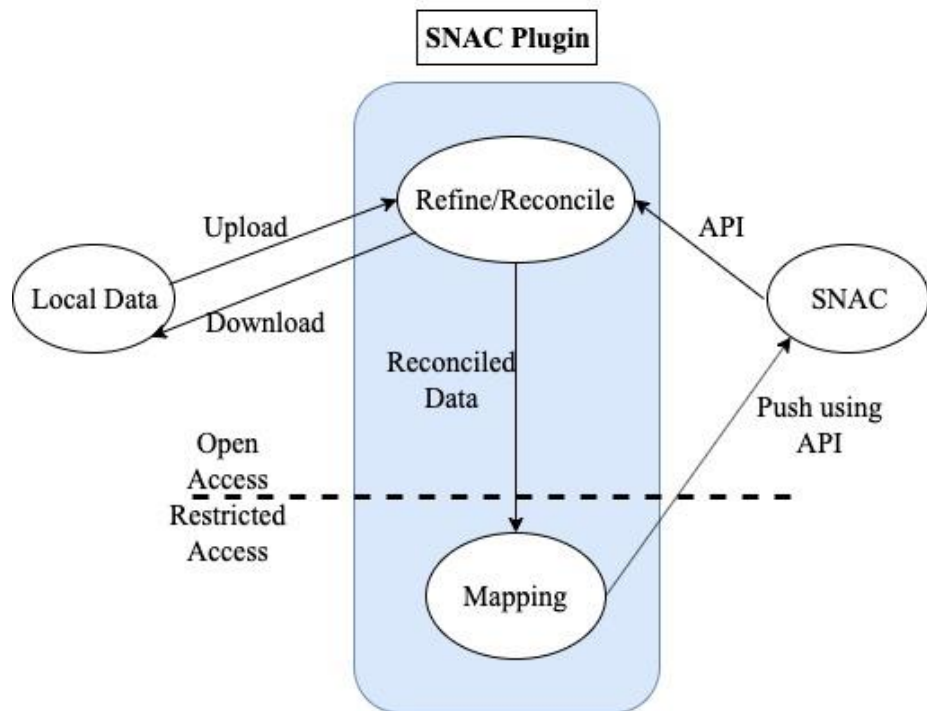 SNAC Plugin
Refine/Reconcile
Upload
API
Local Data
SNAC
Download
Reconciled
Data
Push using
API
Open
Access
Restricted
Access
Mapping